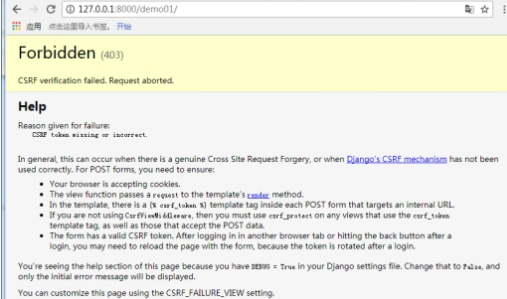 127.0.0.1:8000/demo01/
应用 点击这里导入书签。 开始
Forbidden (403)
CSRF verification failed. Request aborted.
Help
Reason given for failure:
CSRF token missing or incorrect.
In general, this can occur when there is a genuine Cross Site Request Forgery, or when Django's CSRF mechanism has not been
used correctly. For POST forms, you need to ensure:
• Your browser is accepting cookies.
• The view function passes a request to the template's render method.
• In the template, there is a {% csrf_token %} template tag inside each POST form that targets an internal URL.
• If you are not using CsrfViewMiddleware, then you must use csrf_protect on any views that use the csrf_token
template tag, as well as those that accept the POST data.
• The form has a valid CSRF token. After logging in in another browser tab or hitting the back button after a
login, you may need to reload the page with the form, because the token is rotated after a login.
You're seeing the help section of this page because you have DEBUG = True in your Django settings file. Change that to False, and
only the initial error message will be displayed.
You can customize this page using the CSRF_FAILURE_VIEW setting.